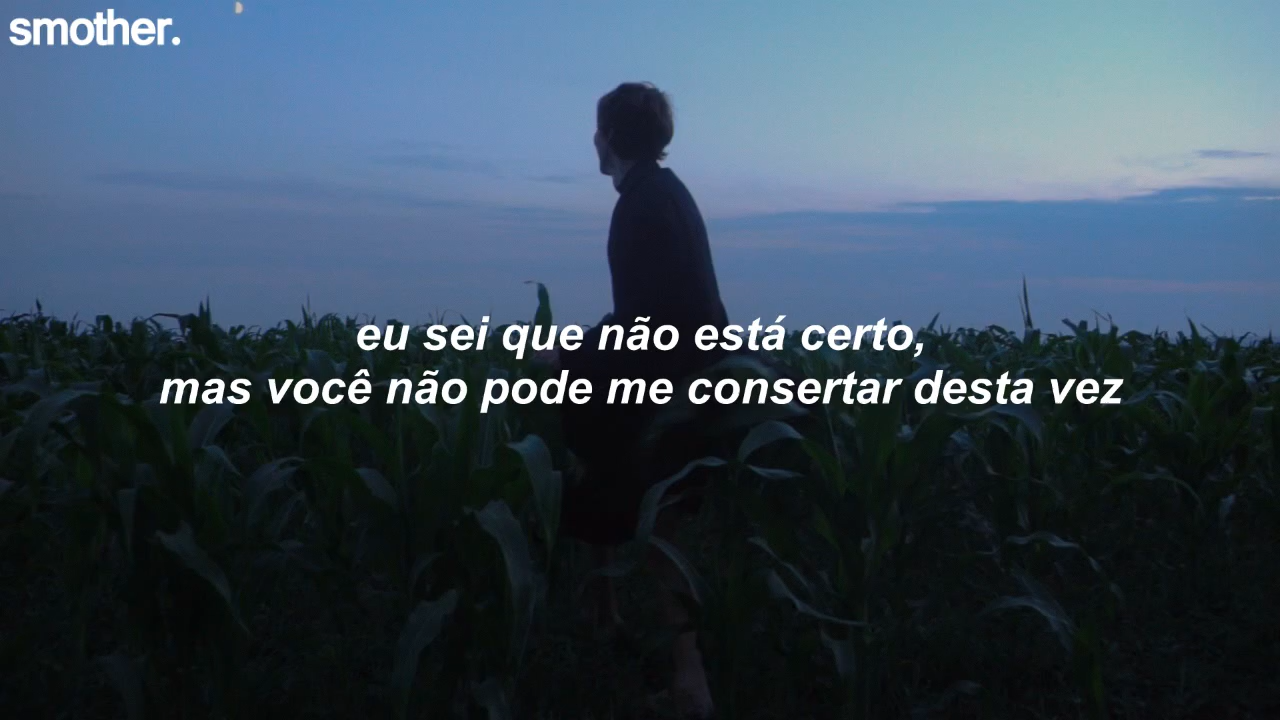 smother.
eu sei que não está certo,
mas você não pode me consertar desta vez